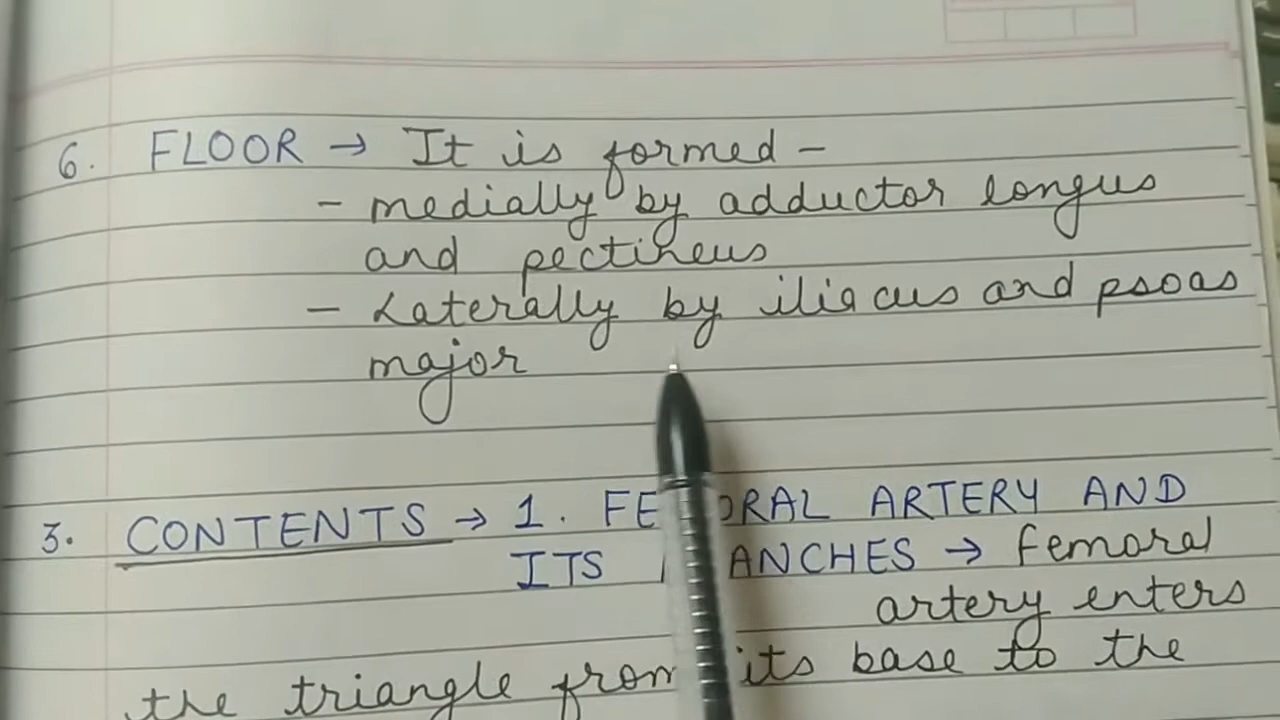 6. FLOOR → It is formed -
- medially by adductor longus
and pectineus
- Laterally by iliacus and psoas
major
3. CONTENTS → 1. FE ORAL ARTERY AND
ITS ANCHES → femoral
artery enters
the triangle from its base to the